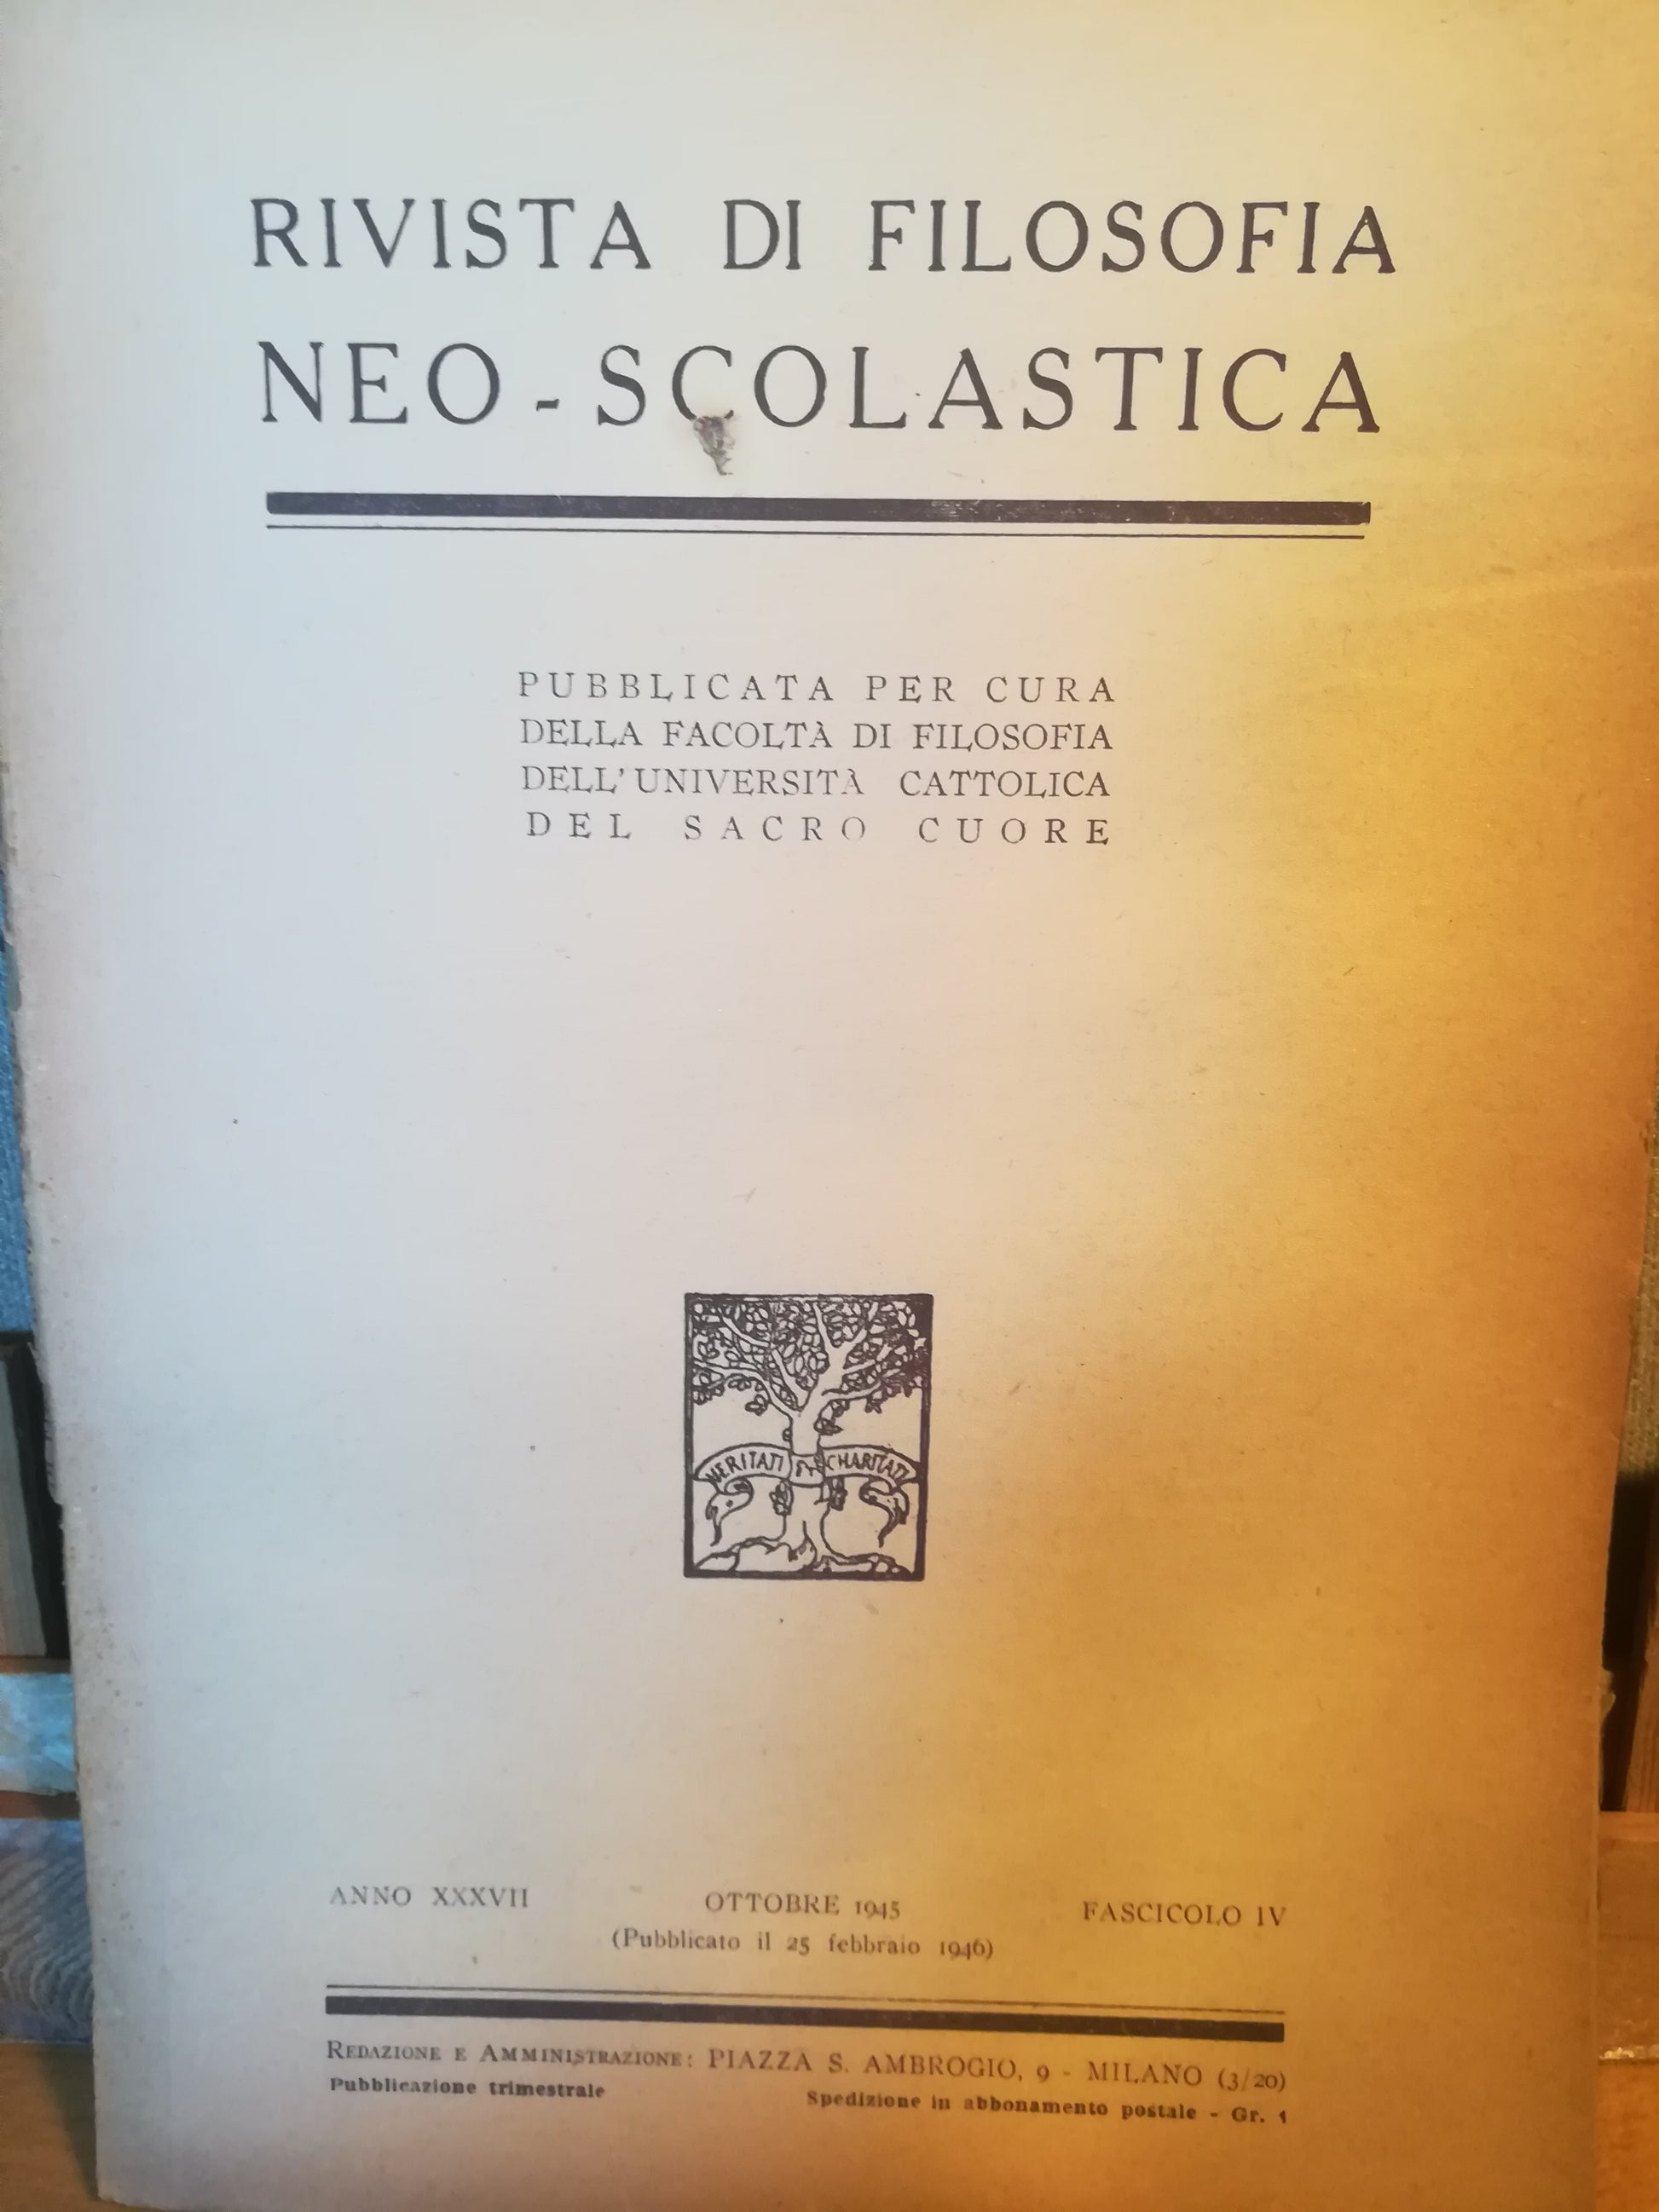 RIVISTA DI FILOSOFIA
NEO-SCOLASTICA
PUBBLICATA PER CURA
DELLA FACOLTÀ DI FILOSOFIA
DELL'UNIVERSITÀ CATTOLICA
DEL SACRO CUORE
VERITATI ET CHARITATI
ANNO XXXVII OTTOBRE 1945 FASCICOLO IV
(Pubblicato il 25 febbraio 1946)
REDAZIONE E AMMINISTRAZIONE: PIAZZA S. AMBROGIO, 9 - MILANO (3/20)
Pubblicazione trimestrale Spedizione in abbonamento postale - Gr. 1